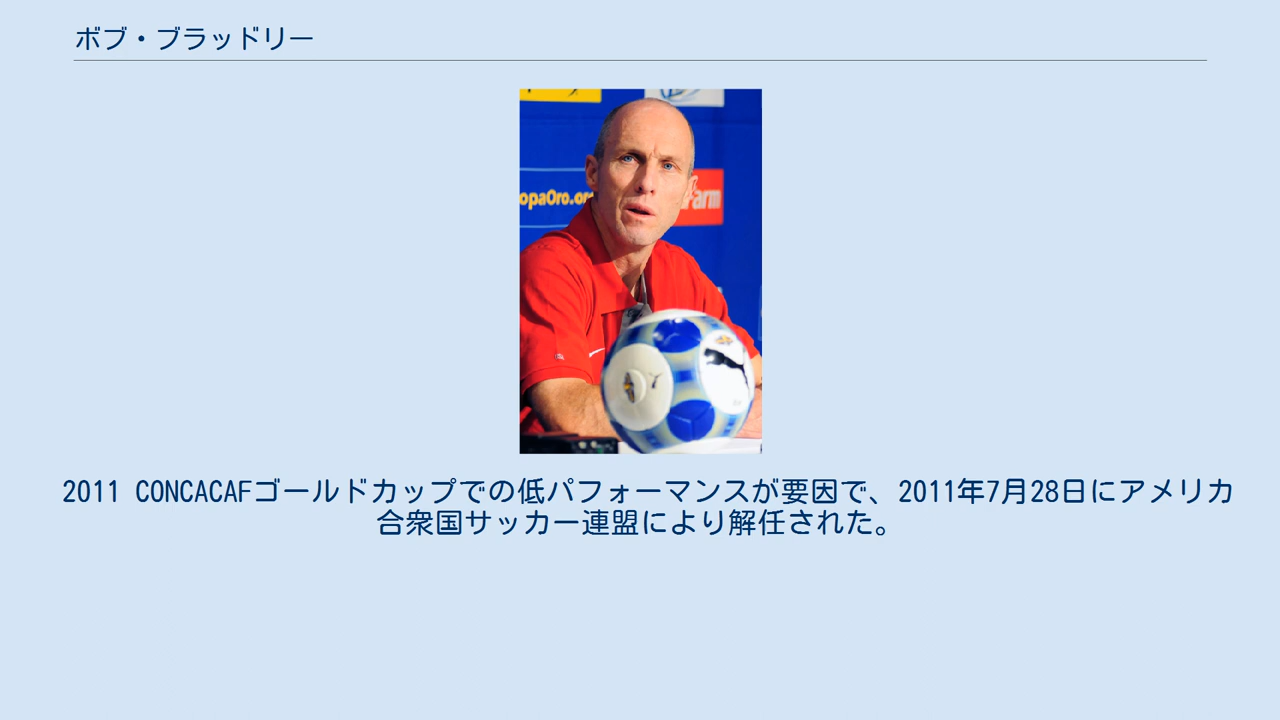 ボブ・ブラッドリー
opaOro.or
Farm
2011 CONCACAFゴールドカップでの低パフォーマンスが要因で、2011年7月28日にアメリカ
合衆国サッカー連盟により解任された。